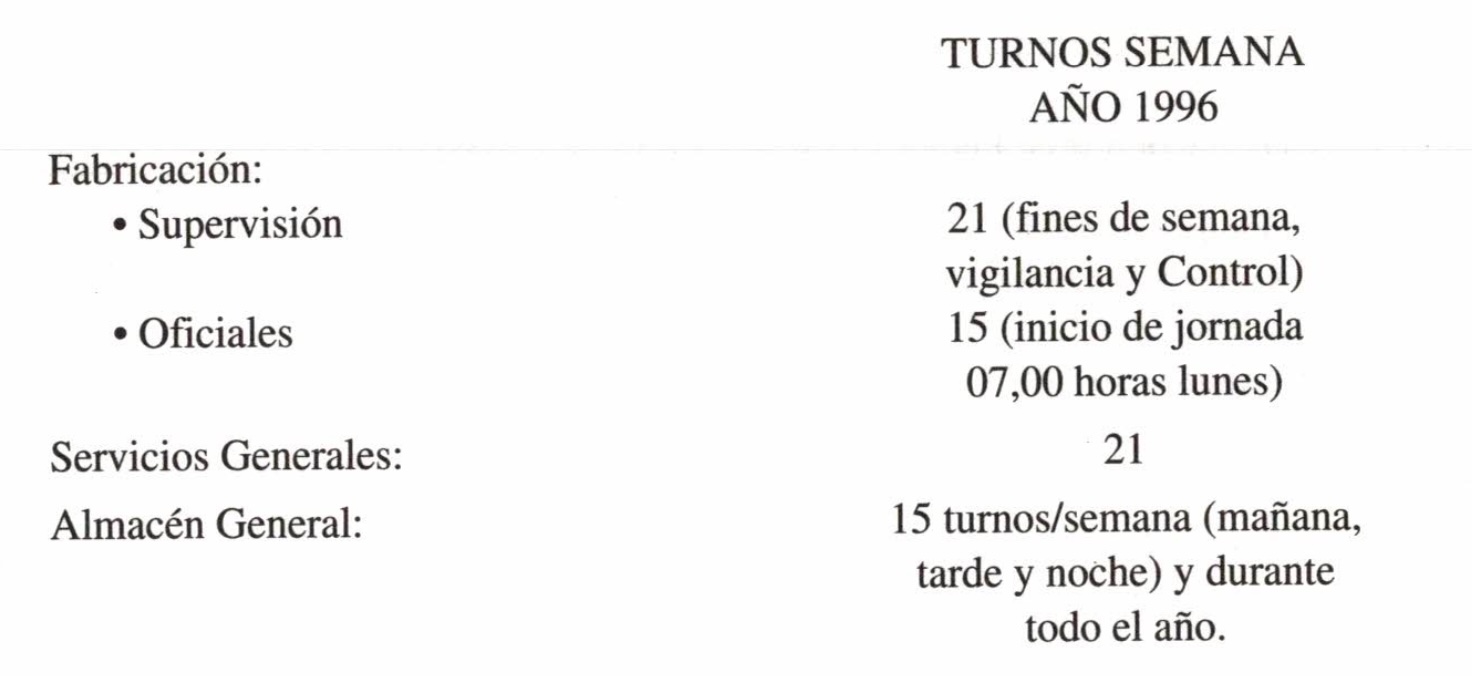 TURNOS SEMANA
AÑO 1996
Fabricación:
• Supervisión
21 (fines de semana,
vigilancia y Control)
• Oficiales
15 (inicio de jornada
07,00 horas lunes)
Servicios Generales:
21
Almacén General:
15 turnos/semana (mañana,
tarde y noche) y durante
todo el año.